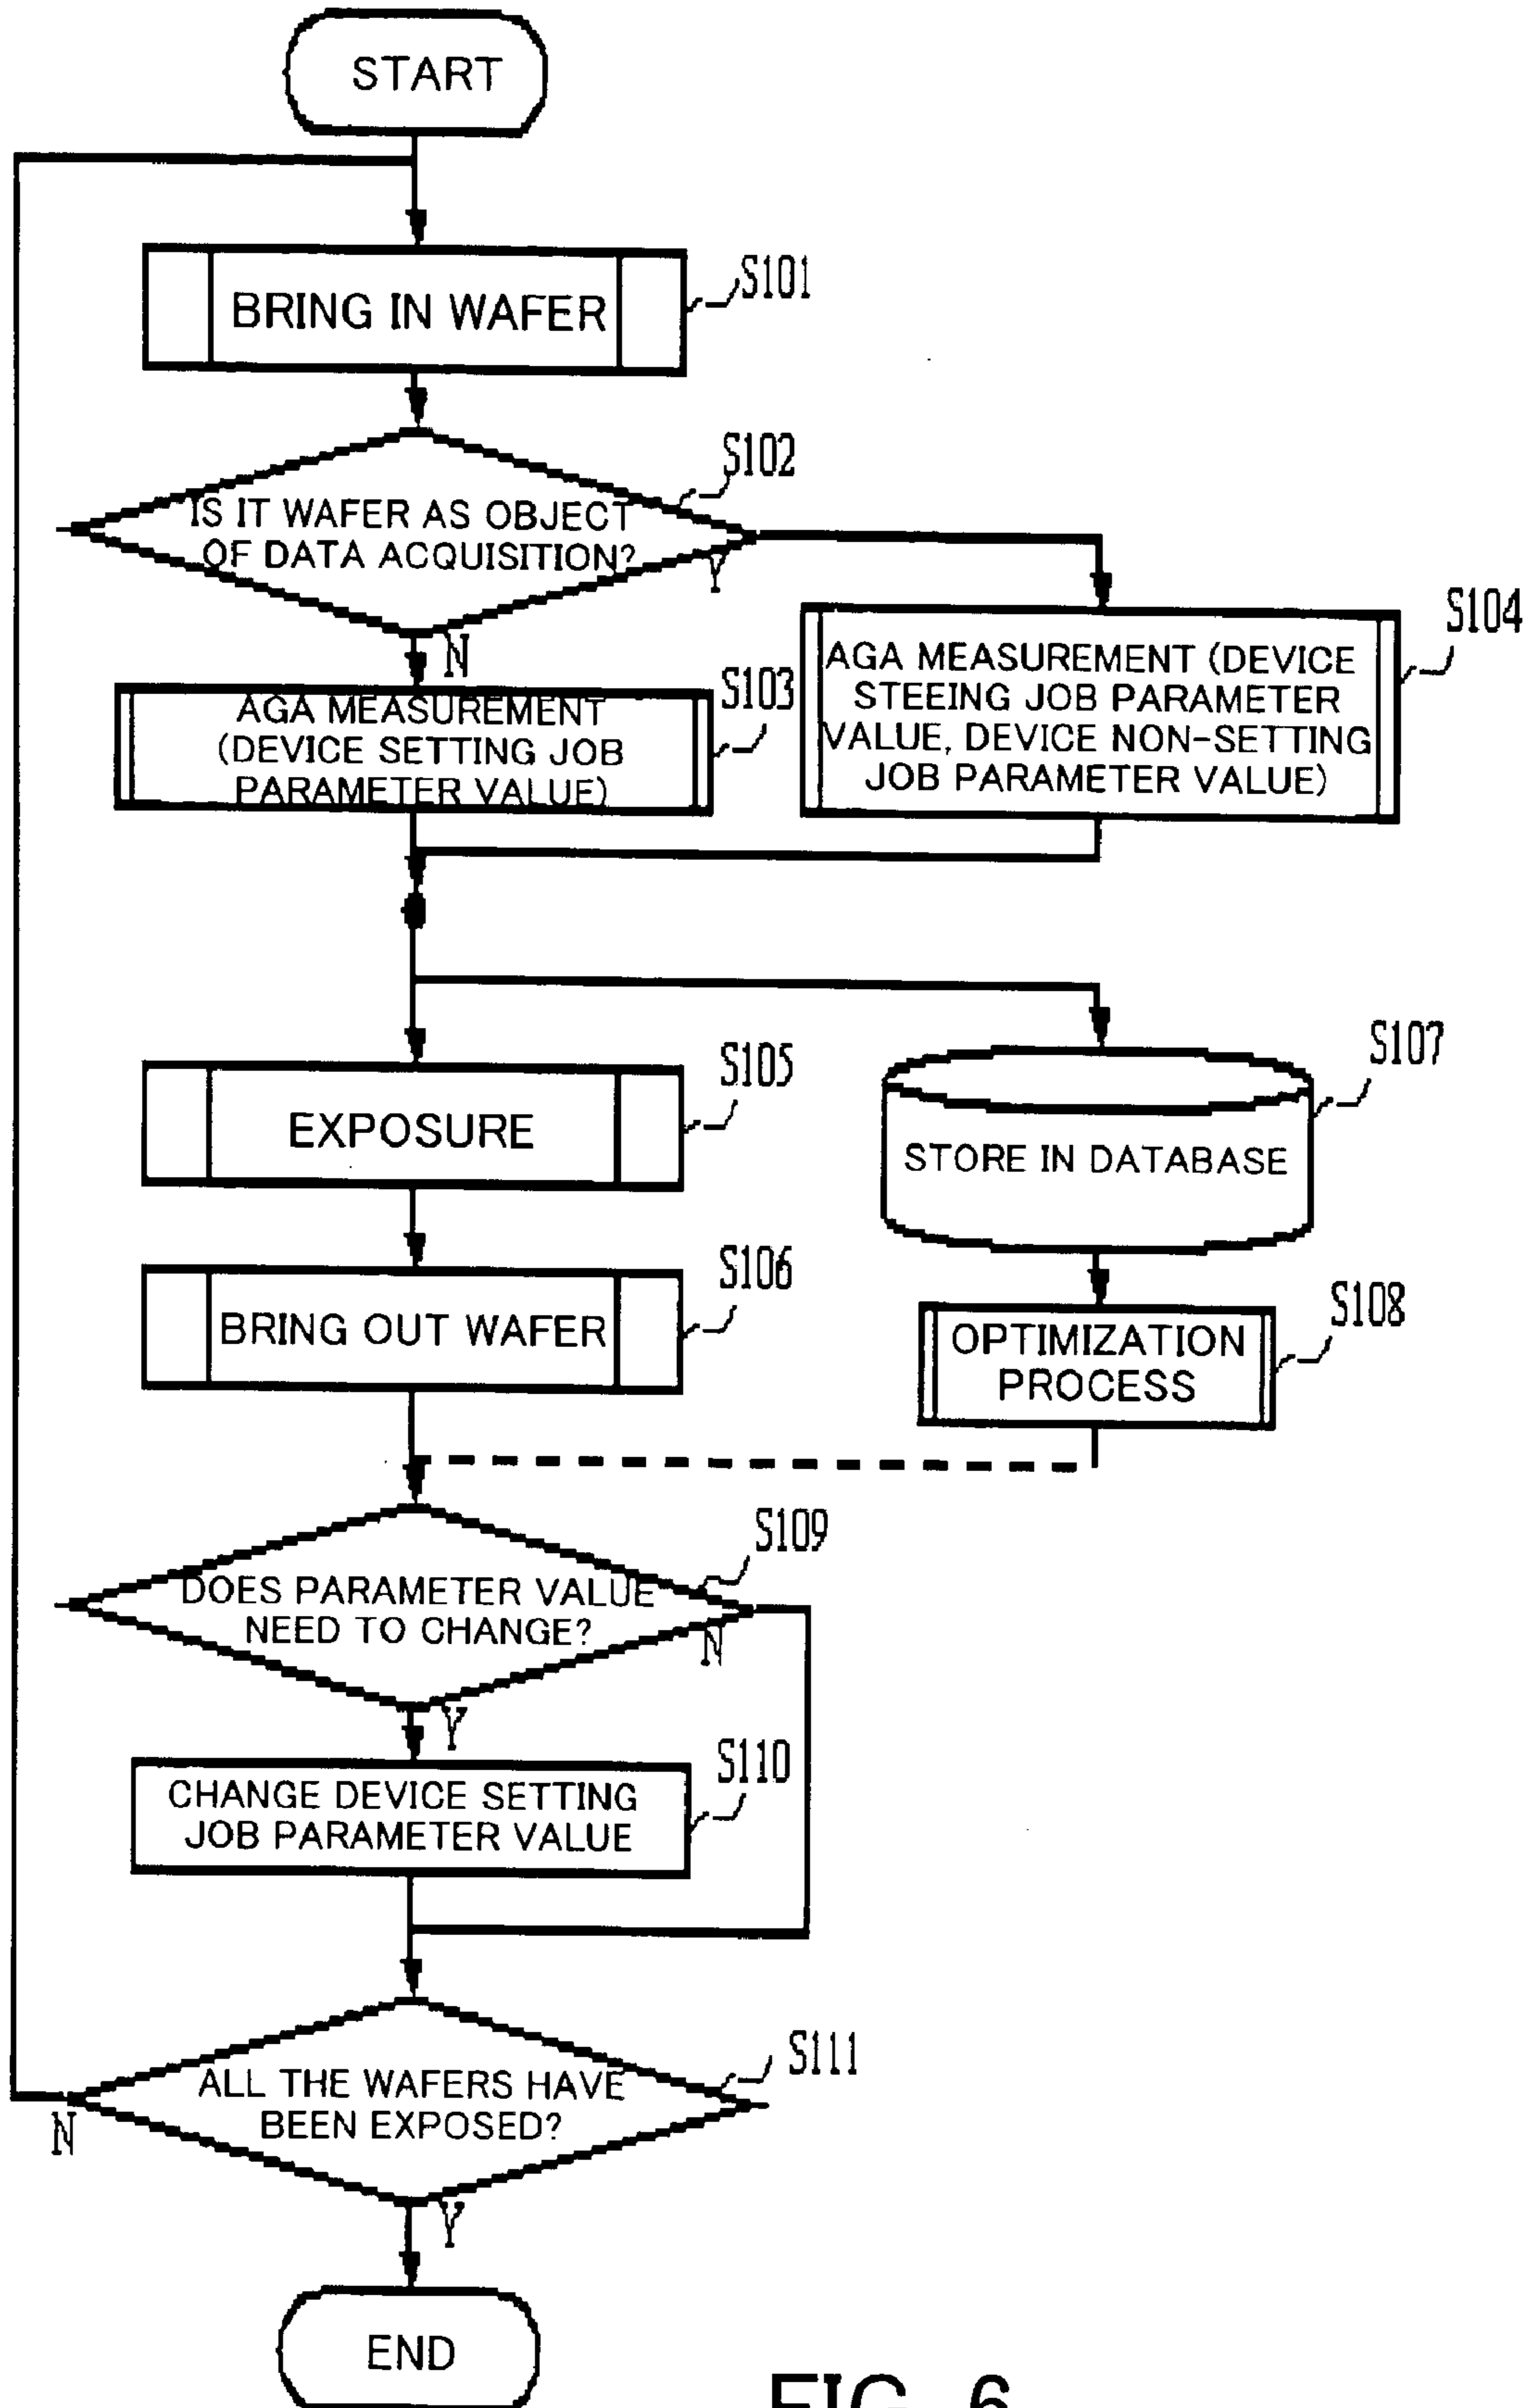 START
BRING IN WAFER
S101
S102
IS IT WAFER AS OBJECT
OF DATA ACQUISITION?
Y
N
S103
AGA MEASUREMENT
(DEVICE SETTING JOB
PARAMETER VALUE)
S104
AGA MEASUREMENT (DEVICE
STEEING JOB PARAMETER
VALUE, DEVICE NON-SETTING
JOB PARAMETER VALUE)
S105
EXPOSURE
S107
STORE IN DATABASE
S106
BRING OUT WAFER
S108
OPTIMIZATION
PROCESS
S109
DOES PARAMETER VALUE
NEED TO CHANGE?
N
Y
S110
CHANGE DEVICE SETTING
JOB PARAMETER VALUE
S111
ALL THE WAFERS HAVE
BEEN EXPOSED?
N
Y
END
FIG. 6